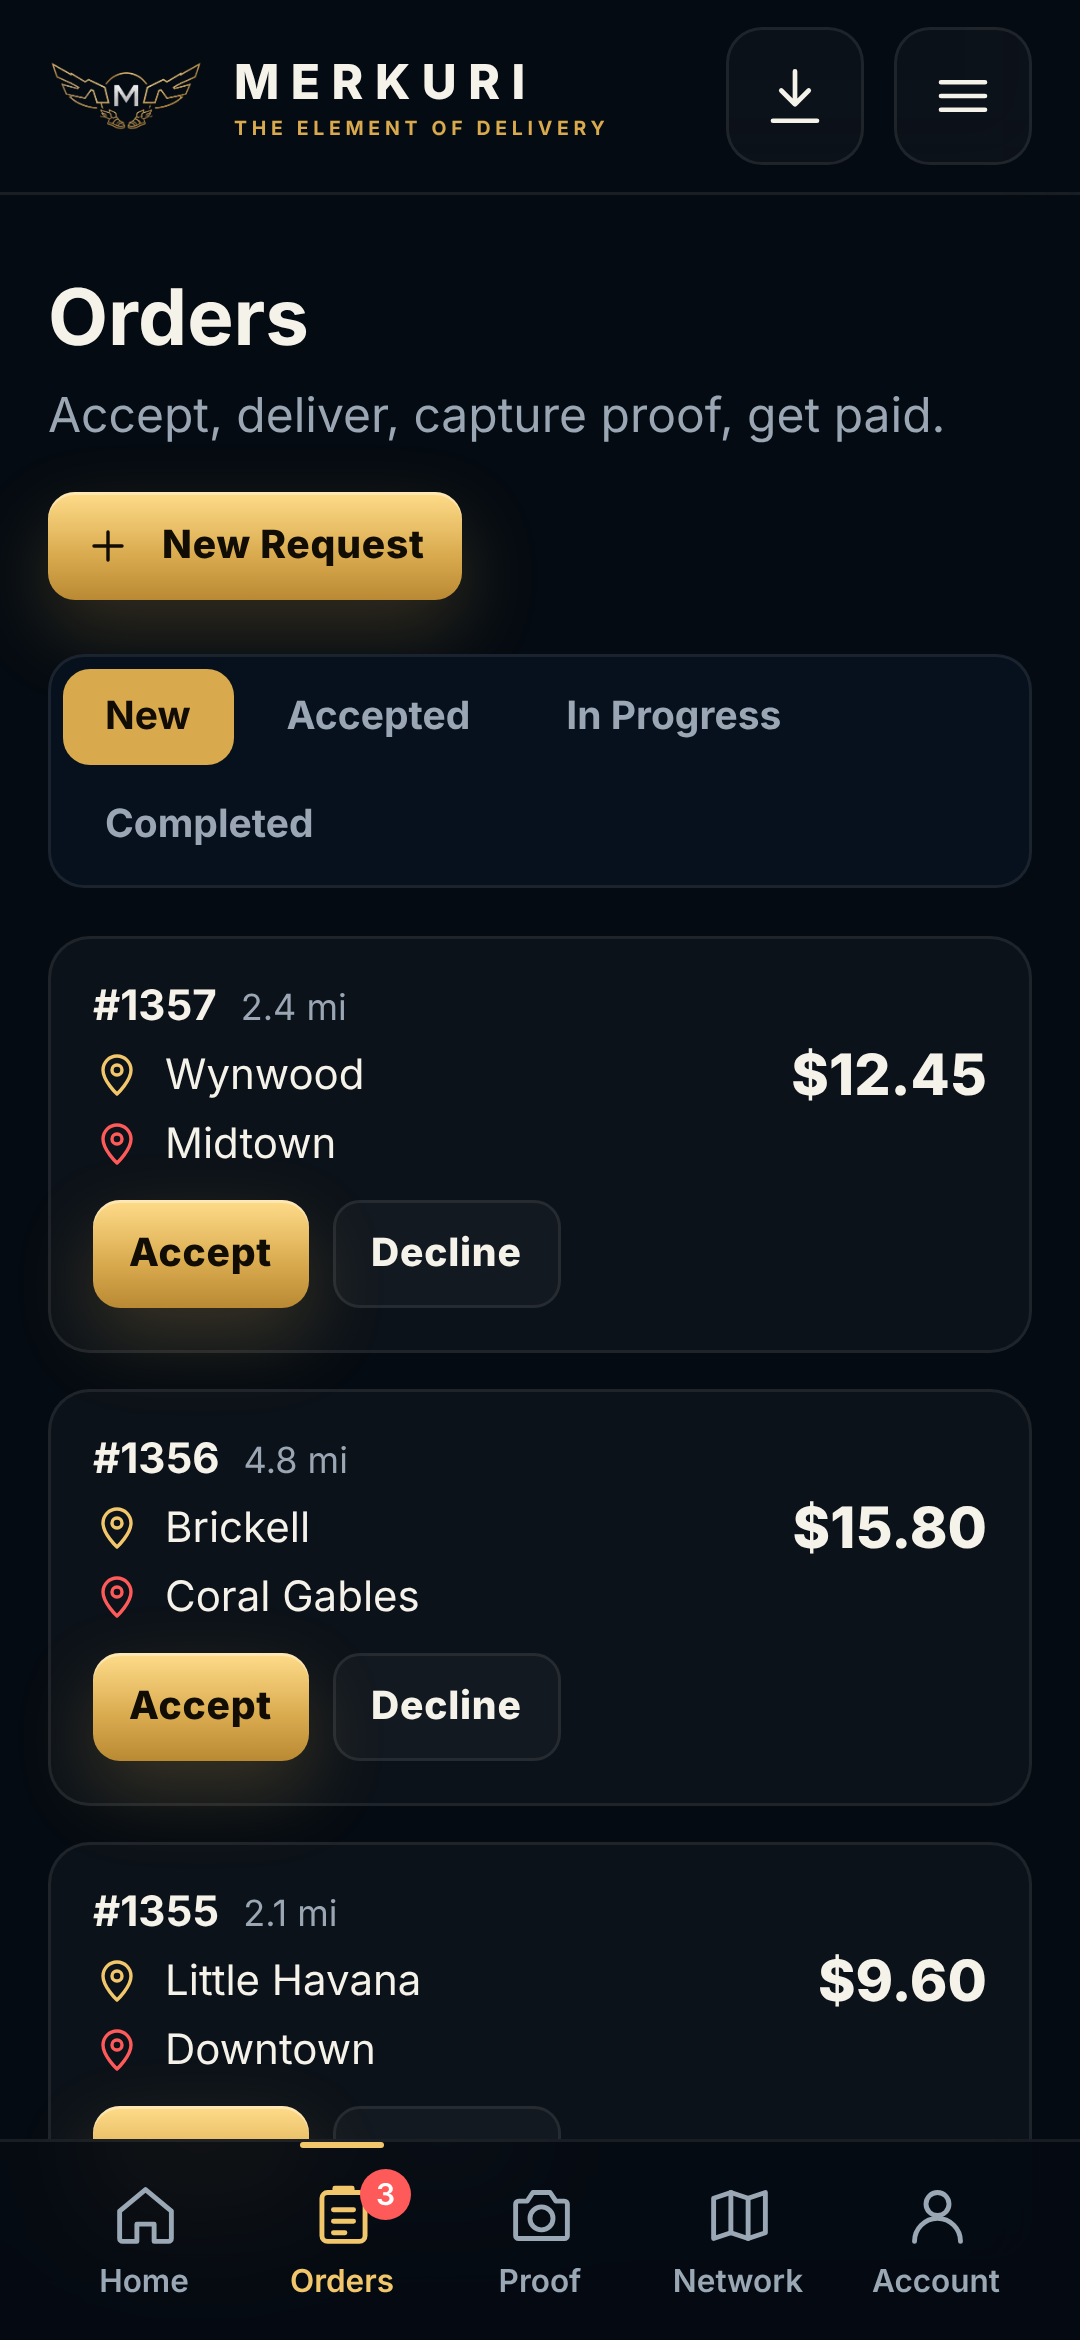 M
MERKURI
THE ELEMENT OF DELIVERY
Orders
Accept, deliver, capture proof, get paid.
New Request
New Accepted In Progress
Completed
#1357 2.4 mi
Wynwood
$12.45
Midtown
Accept Decline
#1356 4.8 mi
Brickell
$15.80
Coral Gables
Accept Decline
#1355 2.1 mi
Little Havana
$9.60
Downtown
3
Home Orders Proof Network Account